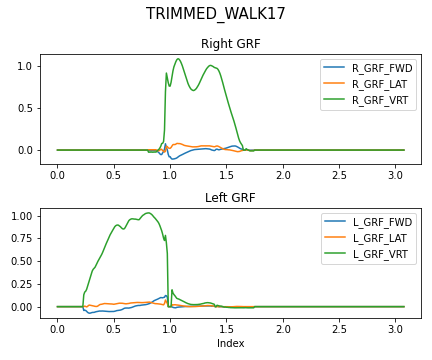 TRIMMED_WALK17
Right GRF
R_GRF_FWD
R_GRF_LAT
R_GRF_VRT
1.0
0.5
0.0
0.0 0.5 1.0 1.5 2.0 2.5 3.0
Left GRF
L_GRF_FWD
L_GRF_LAT
L_GRF_VRT
1.00
0.75
0.50
0.25
0.00
0.0 0.5 1.0 1.5 2.0 2.5 3.0
Index